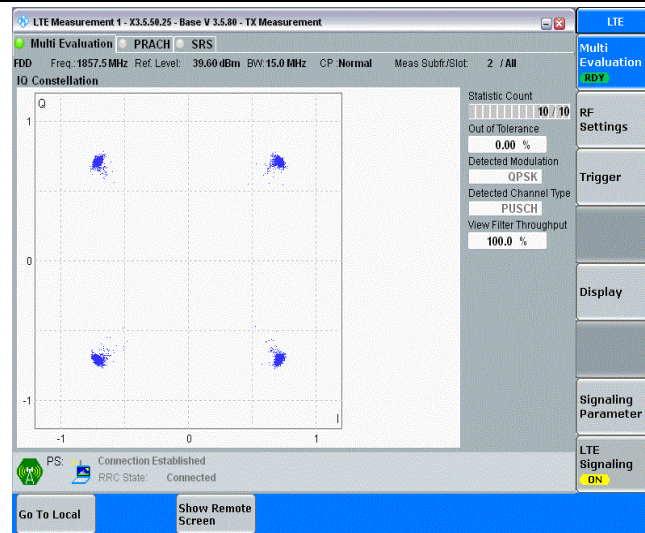 LTE Measurement 1 - X3.5.50.25 - Base V 3.5.80 - TX Measurement
LTE
Multi Evaluation PRACH SRS
FDD Freq.: 1857.5 MHz Ref. Level: 39.60 dBm BW: 15.0 MHz CP : Normal Meas Subfr/Slot: 2 / All
IQ Constellation
Q
1
0
-1
-1 0 1
I
Statistic Count
10 / 10
Out of Tolerance
0.00 %
Detected Modulation
QPSK
Detected Channel Type
PUSCH
View Filter Throughput
100.0 %
Multi
Evaluation
RDY
RF
Settings
Trigger
Display
Signaling
Parameter
LTE
Signaling
ON
PS: Connection Established
RRC State: Connected
Go To Local
Show Remote
Screen